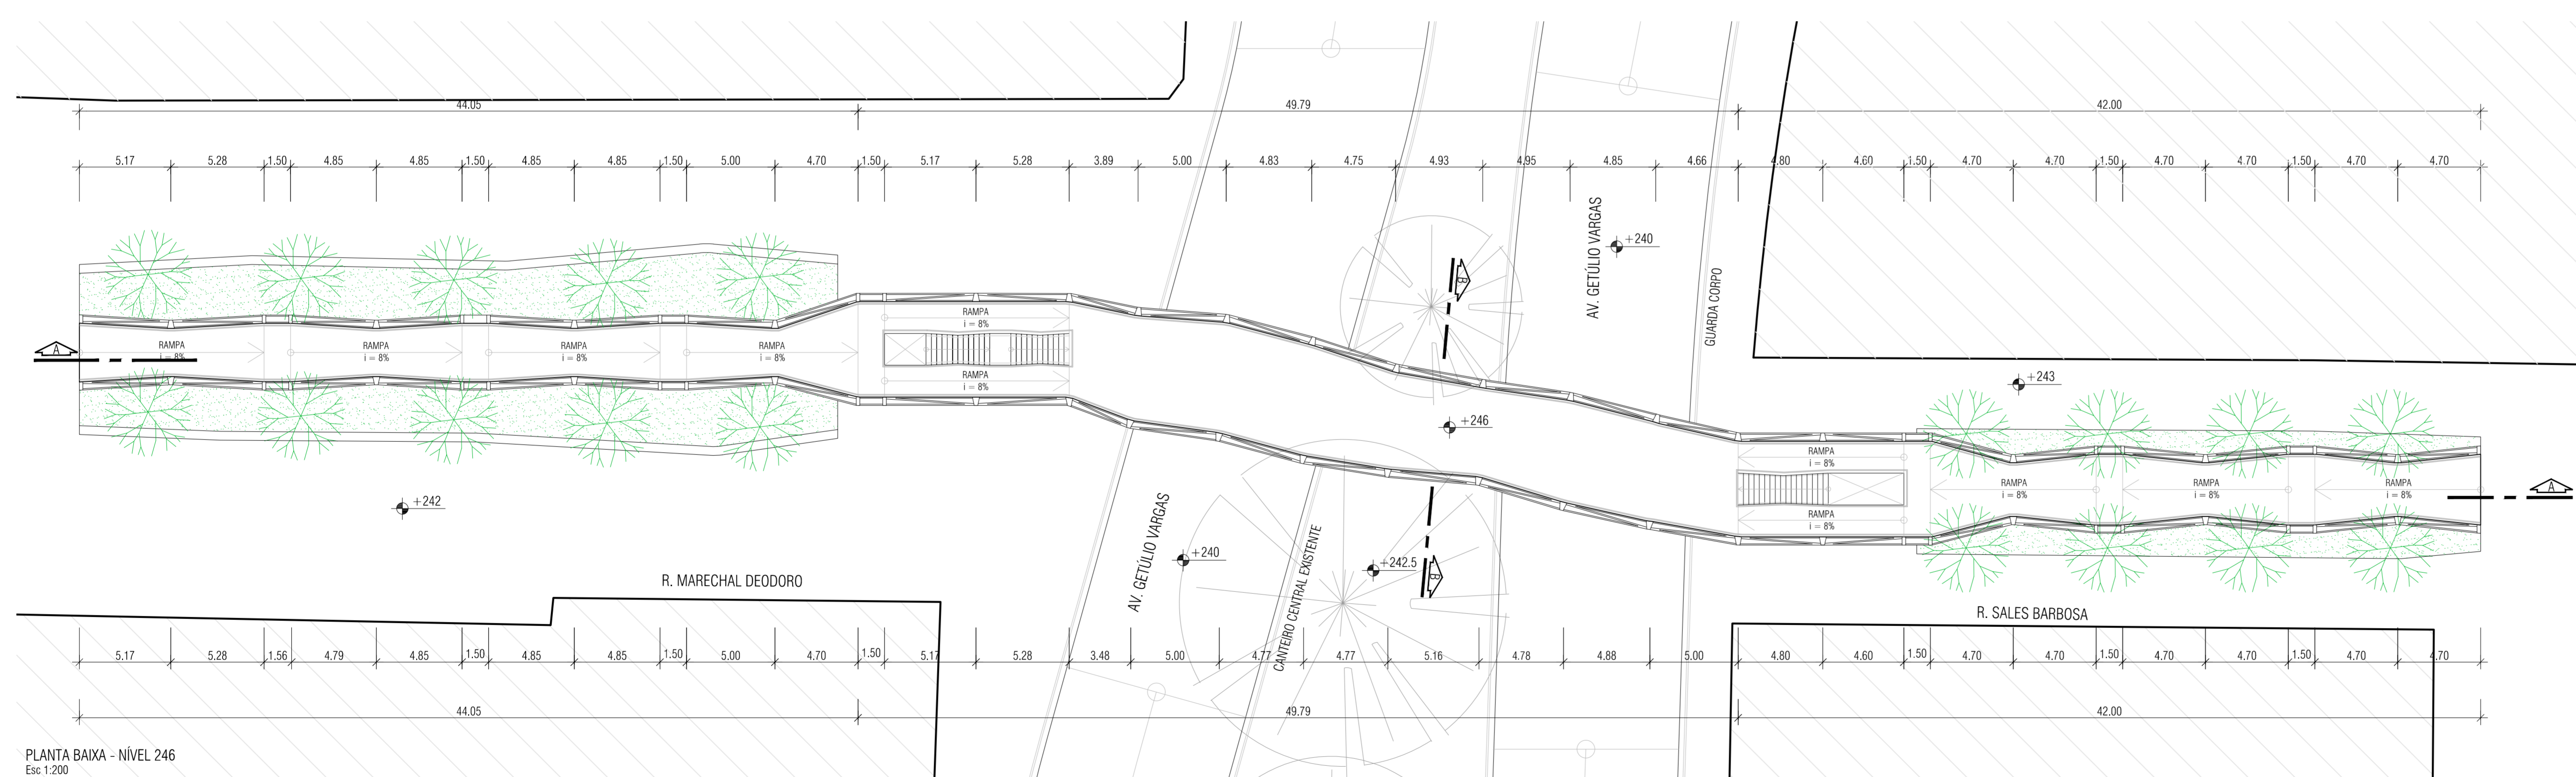 44.05 49.79 42.00
5.17 5.28 1.50 4.85 4.85 1.50 4.85 4.85 1.50 5.00 4.70 1.50 5.17 5.28 3.89 5.00 4.83 4.75 4.93 4.95 4.85 4.66 4.80 4.60 1.50 4.70 4.70 1.50 4.70 4.70 1.50 4.70 4.70
AV. GETÚLIO VARGAS
+240
B
GUARDA CORPO
A
RAMPA
i = 8%
RAMPA
i = 8%
RAMPA
i = 8%
RAMPA
i = 8%
RAMPA
i = 8%
RAMPA
i = 8%
+243
+246
RAMPA
i = 8%
RAMPA
i = 8%
RAMPA
i = 8%
RAMPA
i = 8%
RAMPA
i = 8%
A
+242
AV. GETÚLIO VARGAS
+240
CANTEIRO CENTRAL EXISTENTE
+242.5
B
R. MARECHAL DEODORO
R. SALES BARBOSA
5.17 5.28 1.56 4.79 4.85 1.50 4.85 4.85 1.50 5.00 4.70 1.50 5.17 5.28 3.48 5.00 4.77 4.77 5.16 4.78 4.88 5.00 4.80 4.60 1.50 4.70 4.70 1.50 4.70 4.70 1.50 4.70 4.70
44.05 49.79 42.00
PLANTA BAIXA - NÍVEL 246
Esc 1:200